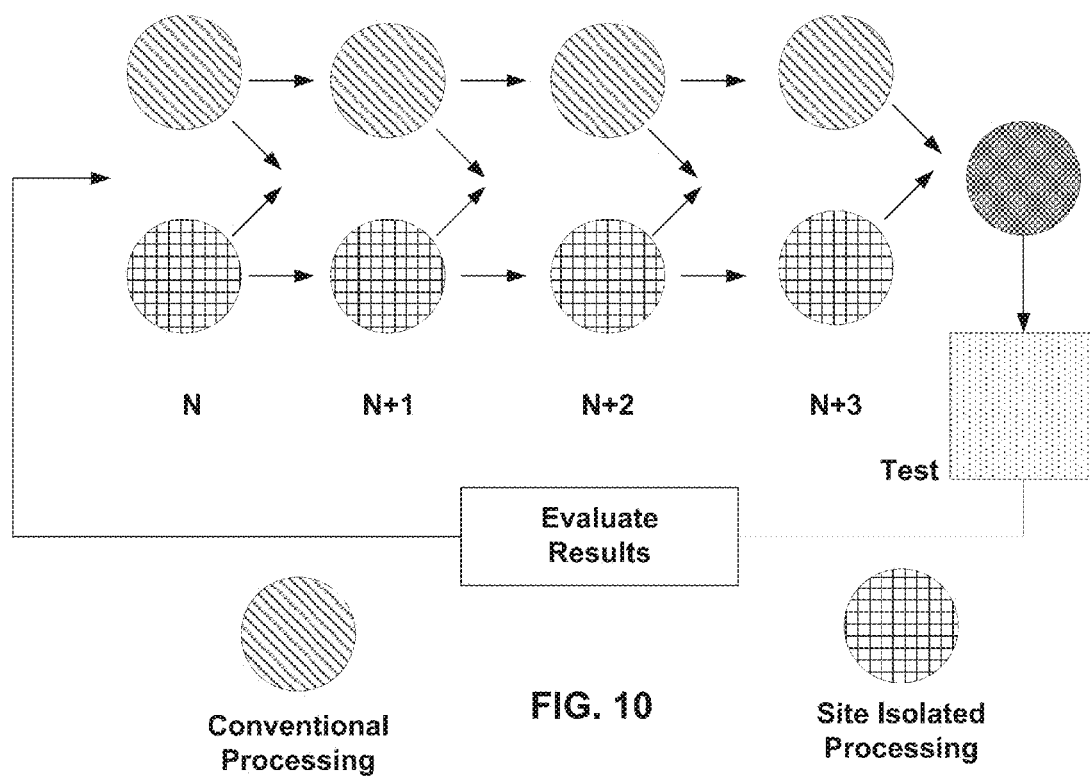 N
N+1
N+2
N+3
Test
Evaluate
Results
FIG. 10
Conventional
Processing
Site Isolated
Processing